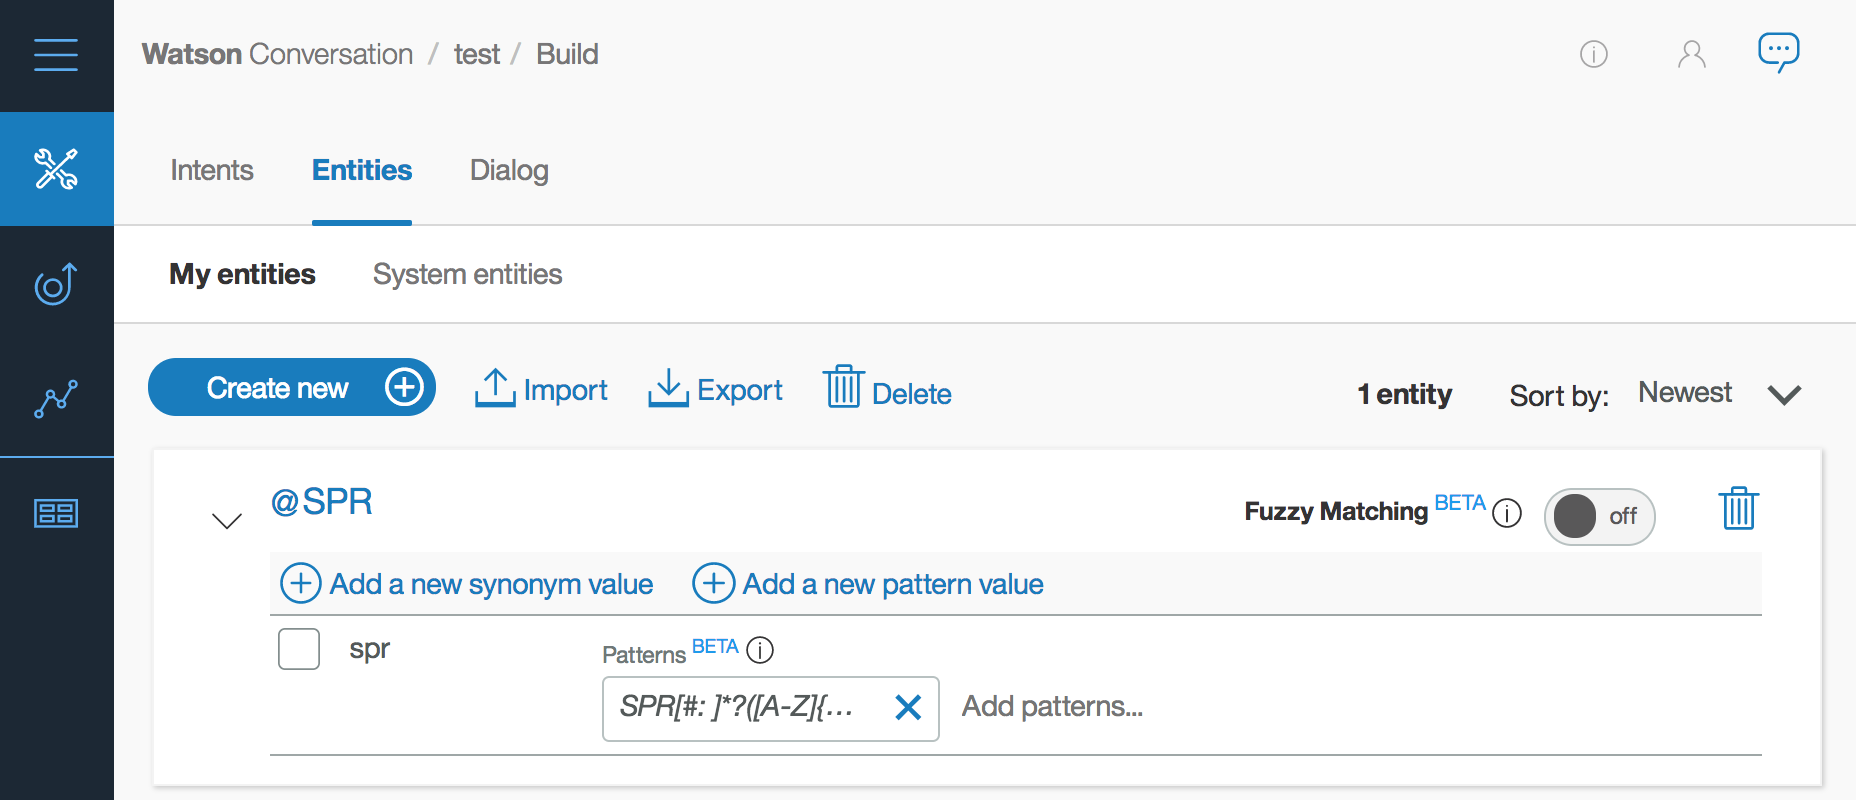 Watson Conversation / test / Build
Intents Entities Dialog
My entities System entities
Create new Import Export Delete 1 entity Sort by: Newest
@SPR Fuzzy Matching BETA off
Add a new synonym value Add a new pattern value
spr Patterns BETA
SPR[#: ]*?([A-Z]{... Add patterns...